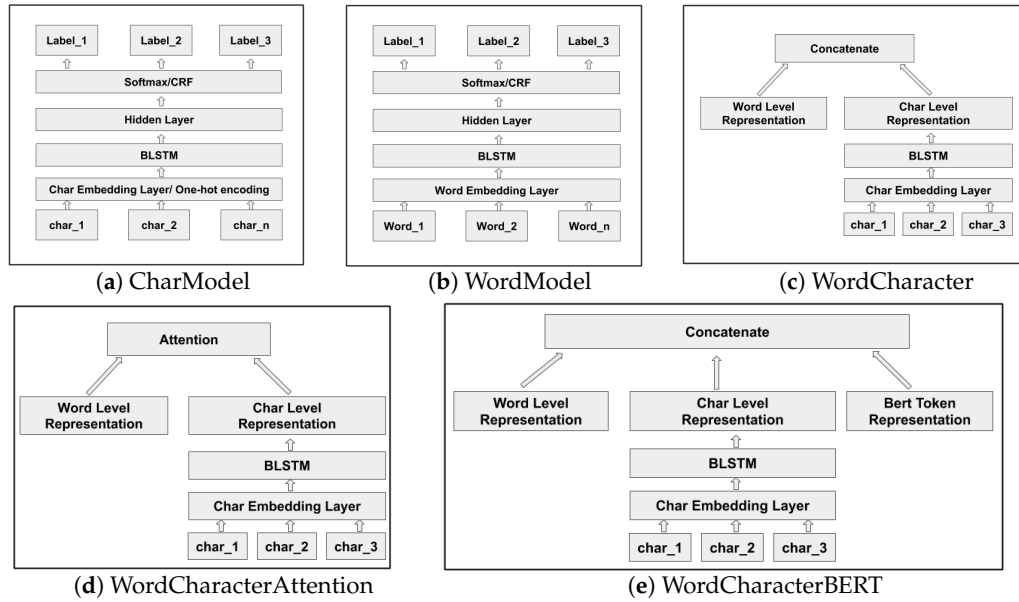 Label_1 Label_2 Label_3
Softmax/CRF
Hidden Layer
BLSTM
Char Embedding Layer/ One-hot encoding
char_1 char_2 char_n
(a) CharModel
Label_1 Label_2 Label_3
Softmax/CRF
Hidden Layer
BLSTM
Word Embedding Layer
Word_1 Word_2 Word_n
(b) WordModel
Concatenate
Word Level
Representation
Char Level
Representation
BLSTM
Char Embedding Layer
char_1 char_2 char_3
(c) WordCharacter
Attention
Word Level
Representation
Char Level
Representation
BLSTM
Char Embedding Layer
char_1 char_2 char_3
(d) WordCharacterAttention
Concatenate
Word Level
Representation
Char Level
Representation
Bert Token
Representation
BLSTM
Char Embedding Layer
char_1 char_2 char_3
(e) WordCharacterBERT